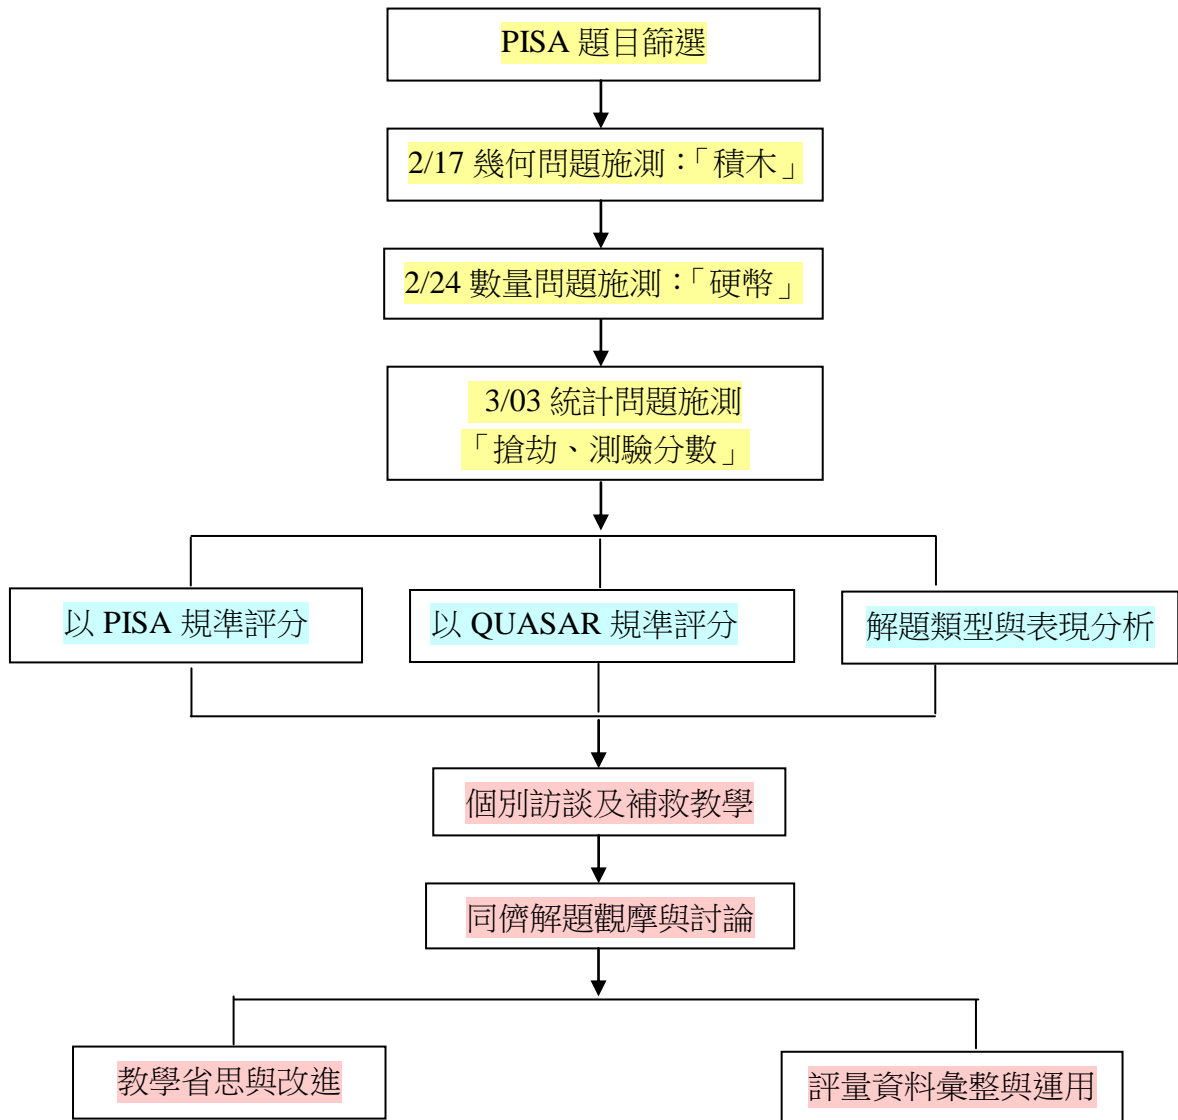 PISA 題目篩選
2/17 幾何問題施測：「積木」
2/24 數量問題施測：「硬幣」
3/03 統計問題施測
「搶劫、測驗分數」
以 PISA 規準評分
以 QUASAR 規準評分
解題類型與表現分析
個別訪談及補救教學
同儕解題觀摩與討論
教學省思與改進
評量資料彙整與運用